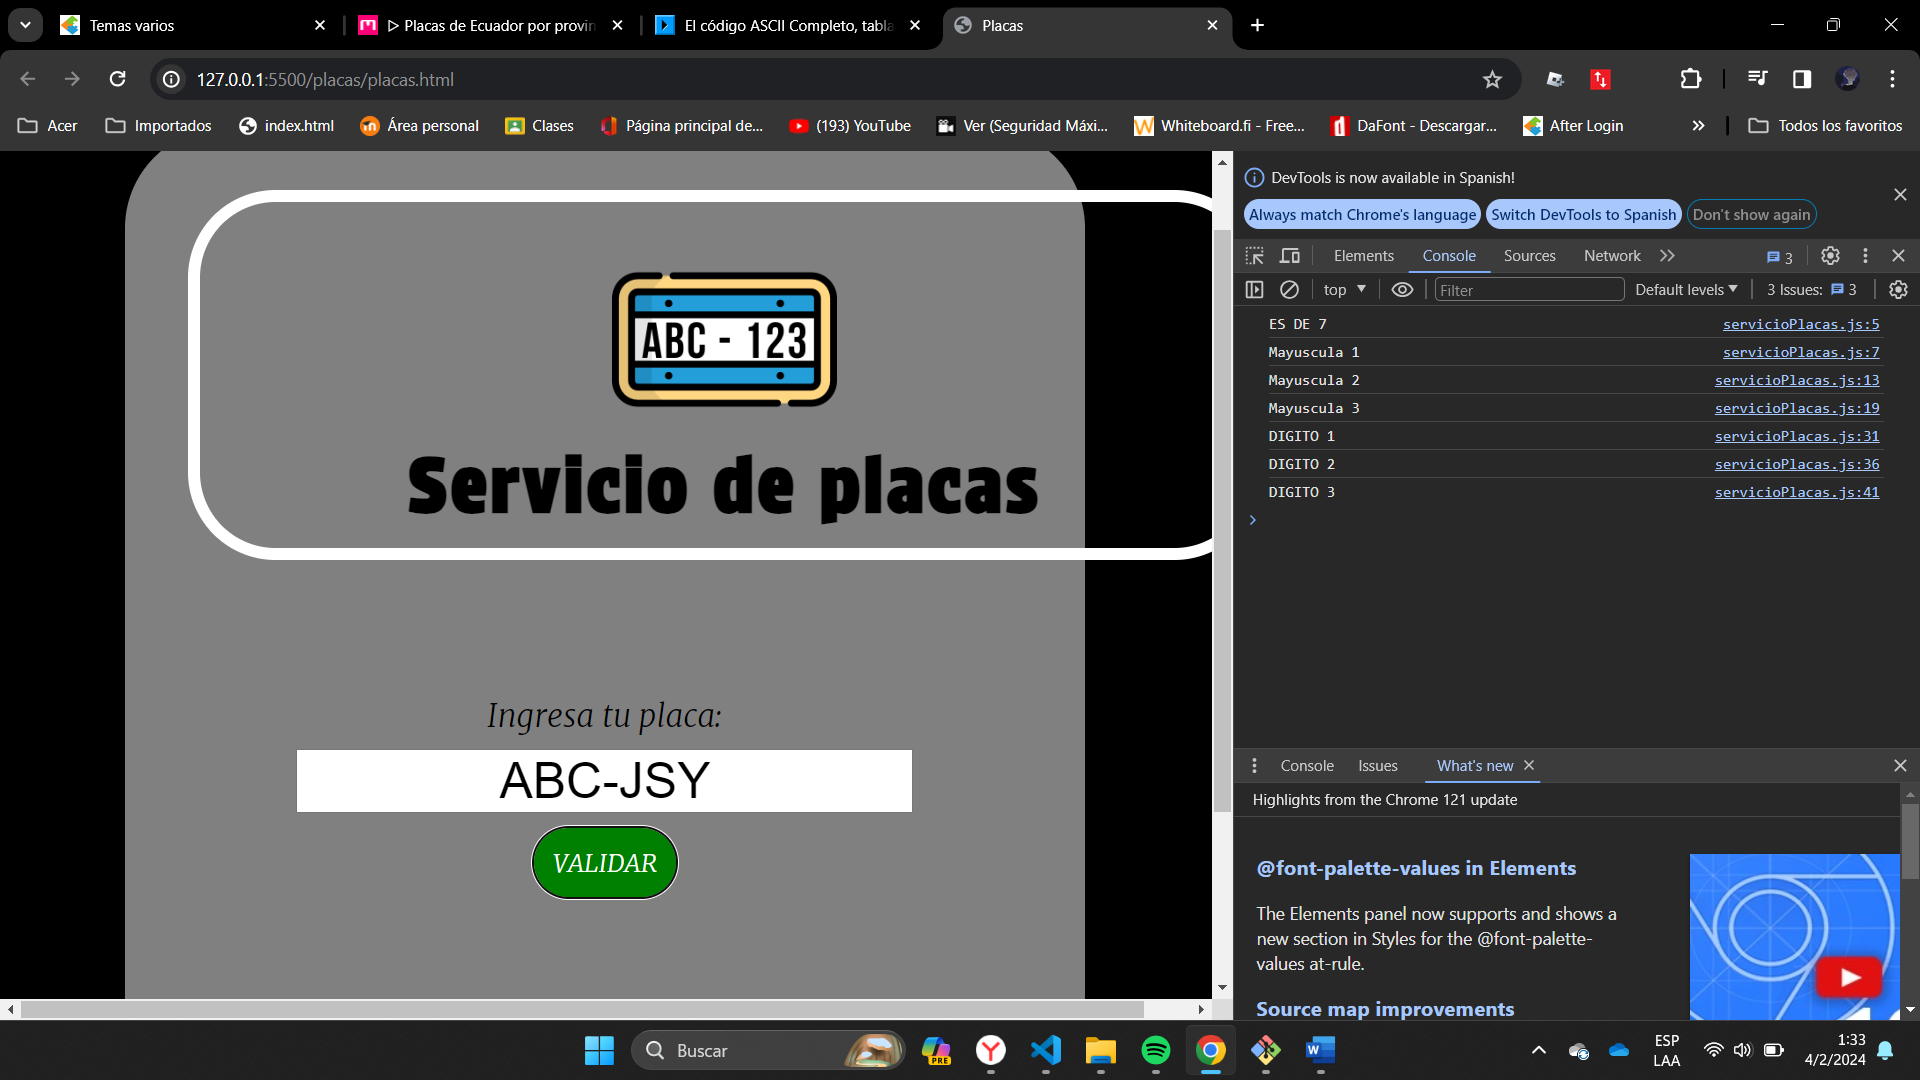 Temas varios
▷ Placas de Ecuador por provin
El código ASCII Completo, tabla
Placas
127.0.0.1:5500/placas/placas.html
Acer
Importados
index.html
Área personal
Clases
Página principal de...
(193) YouTube
Ver (Seguridad Máxi...
Whiteboard.fi - Free...
DaFont - Descargar...
After Login
Todos los favoritos
ABC - 123
Servicio de placas
Ingresa tu placa:
ABC-JSY
VALIDAR
DevTools is now available in Spanish!
Always match Chrome's language
Switch DevTools to Spanish
Don't show again
Elements
Console
Sources
Network
3
top
Filter
Default levels
3 Issues:
3
ES DE 7 servicioPlacas.js:5
Mayuscula 1 servicioPlacas.js:7
Mayuscula 2 servicioPlacas.js:13
Mayuscula 3 servicioPlacas.js:19
DIGITO 1 servicioPlacas.js:31
DIGITO 2 servicioPlacas.js:36
DIGITO 3 servicioPlacas.js:41
Console
Issues
What's new
Highlights from the Chrome 121 update
@font-palette-values in Elements
The Elements panel now supports and shows a
new section in Styles for the @font-palette-
values at-rule.
Source map improvements
Buscar
PRE
ESP
LAA
1:33
4/2/2024